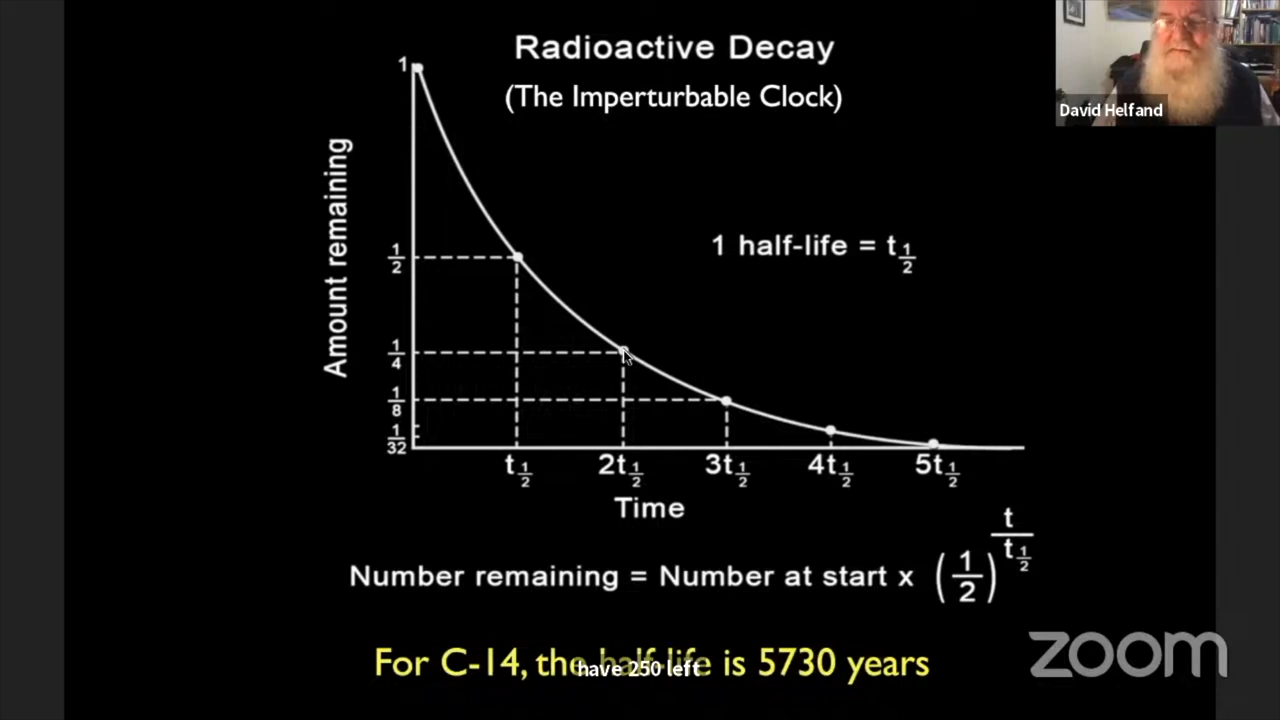 Radioactive Decay
(The Imperturbable Clock)
David Helfand
Amount remaining
1
1/2
1/4
1/8
1/32
1 half-life = t1/2
t1/2 2t1/2 3t1/2 4t1/2 5t1/2
Time
Number remaining = Number at start x (1/2)^(t/t1/2)
For C-14, the half-life is 5730 years
have 250 left
zoom